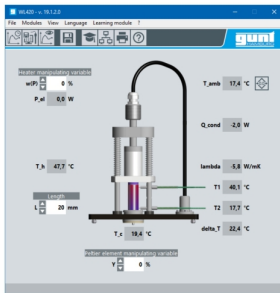 WL420 - v. 19.1.2.0
File Modules View Language Learning module ?
gunt
Heater manipulating variable
w(P) 0 %
P_el 0,0 W
T_h 47,7 °C
Length
L 20 mm
T_c 18,4 °C
Peltier element manipulating variable
Y 0 %
T_amb 17,4 °C
Q_cond -2,0 W
lambda -5,8 W/mK
T1 40,1 °C
T2 17,7 °C
delta_T 22,4 °C